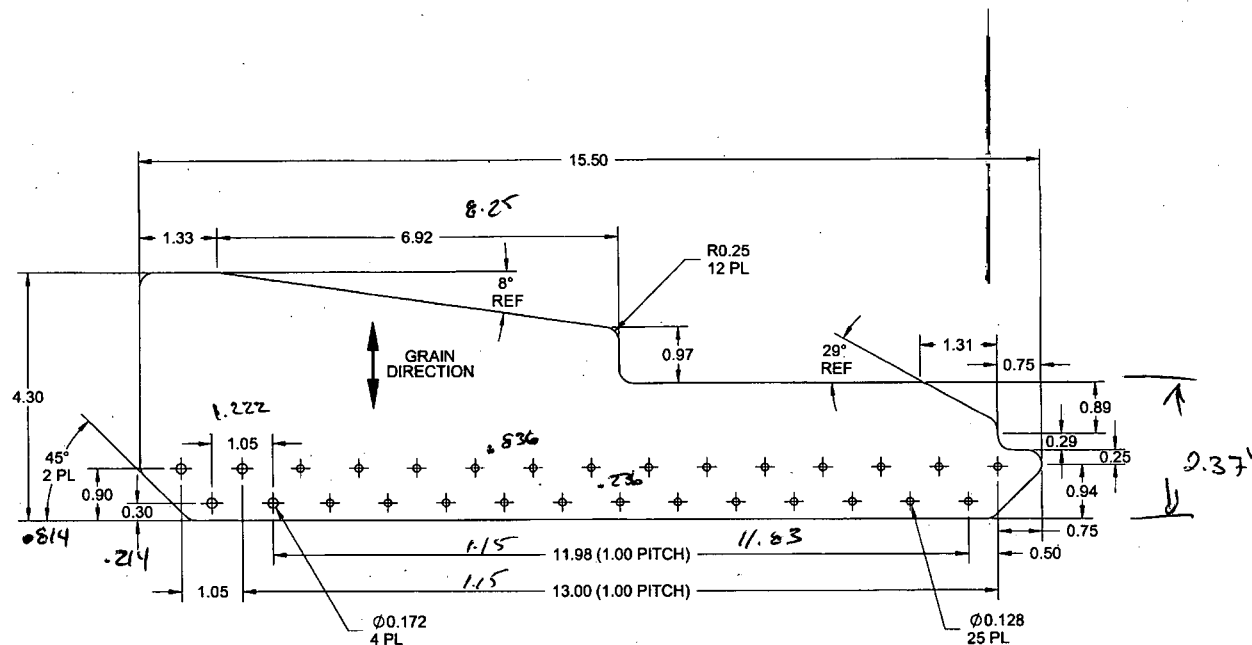 15.50
8.25
1.33
6.92
R0.25
12 PL
8°
REF
1.31
29°
REF
0.75
0.97
GRAIN
DIRECTION
4.30
0.89
1.222
1.05
.836
0.29
0.25
45°
2 PL
.236
0.90
0.94
0.30
.814
.214
0.75
1.15
11.98 (1.00 PITCH)
11.83
0.50
1.15
1.05
13.00 (1.00 PITCH)
Ø0.172
4 PL
Ø0.128
25 PL